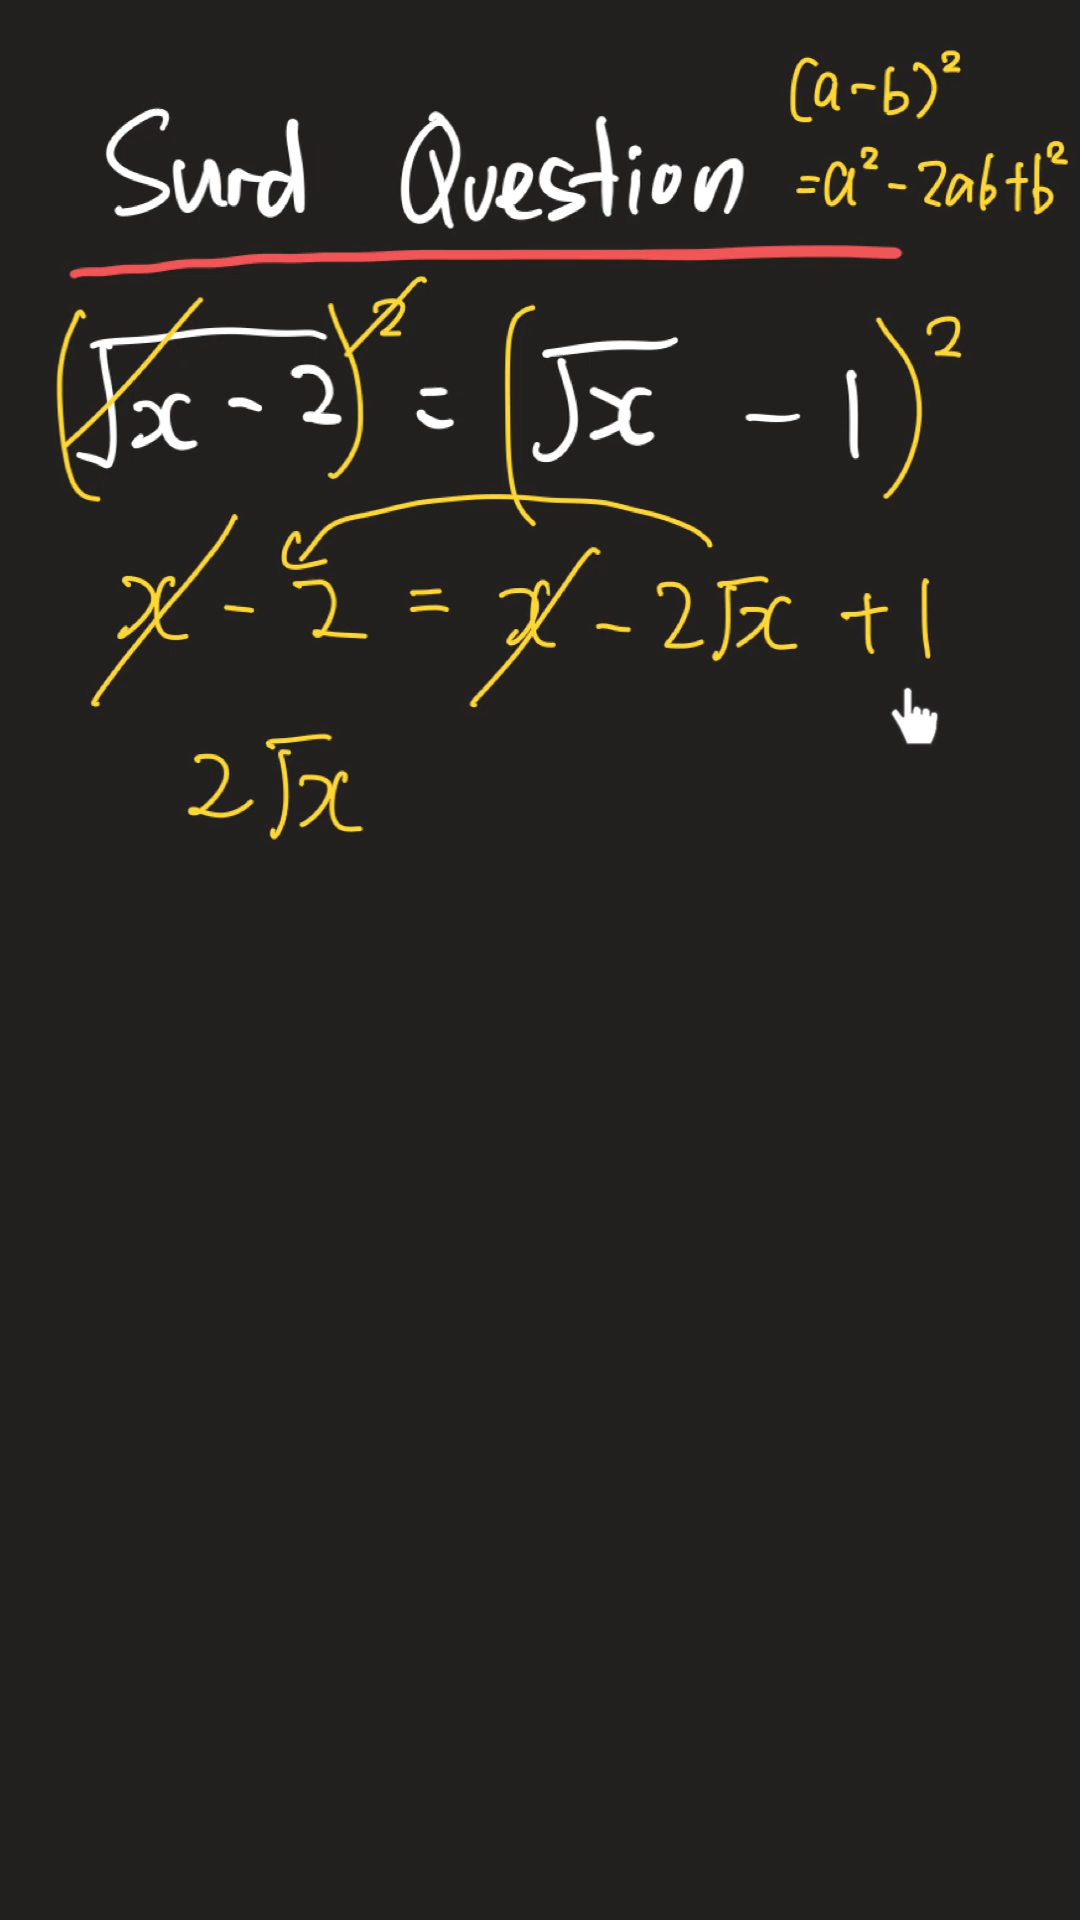 Surd Question
(a-b)²
=a²-2ab+b²
(√x-2)² = (√x - 1)²
x - 2 = x - 2√x + 1
2√x